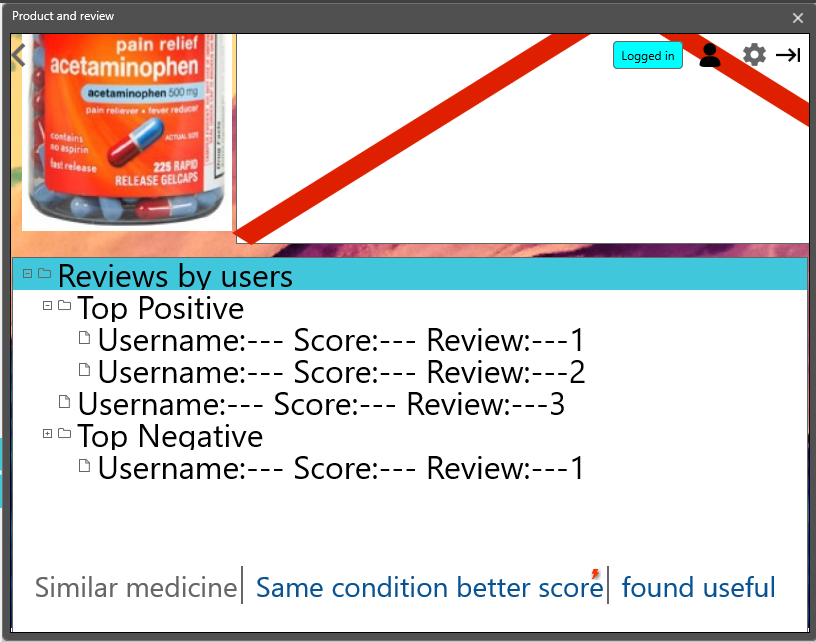 Product and review
Logged in
pain relief
acetaminophen
acetaminophen 500 mg
pain reliever • fever reducer
contains
no aspirin
ACTUAL SIZE
fast release
225 RAPID
RELEASE GELCAPS
Drug Facts
Reviews by users
Top Positive
Username:--- Score:--- Review:---1
Username:--- Score:--- Review:---2
Username:--- Score:--- Review:---3
Top Negative
Username:--- Score:--- Review:---1
Similar medicine Same condition better score found useful